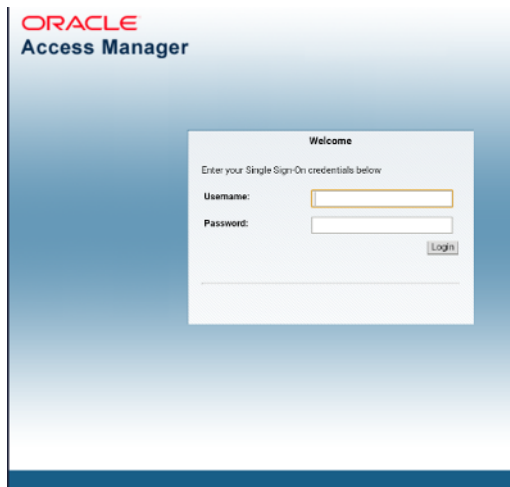 ORACLE
Access Manager
Welcome
Enter your Single Sign-On credentials below
Username:
Password:
Login